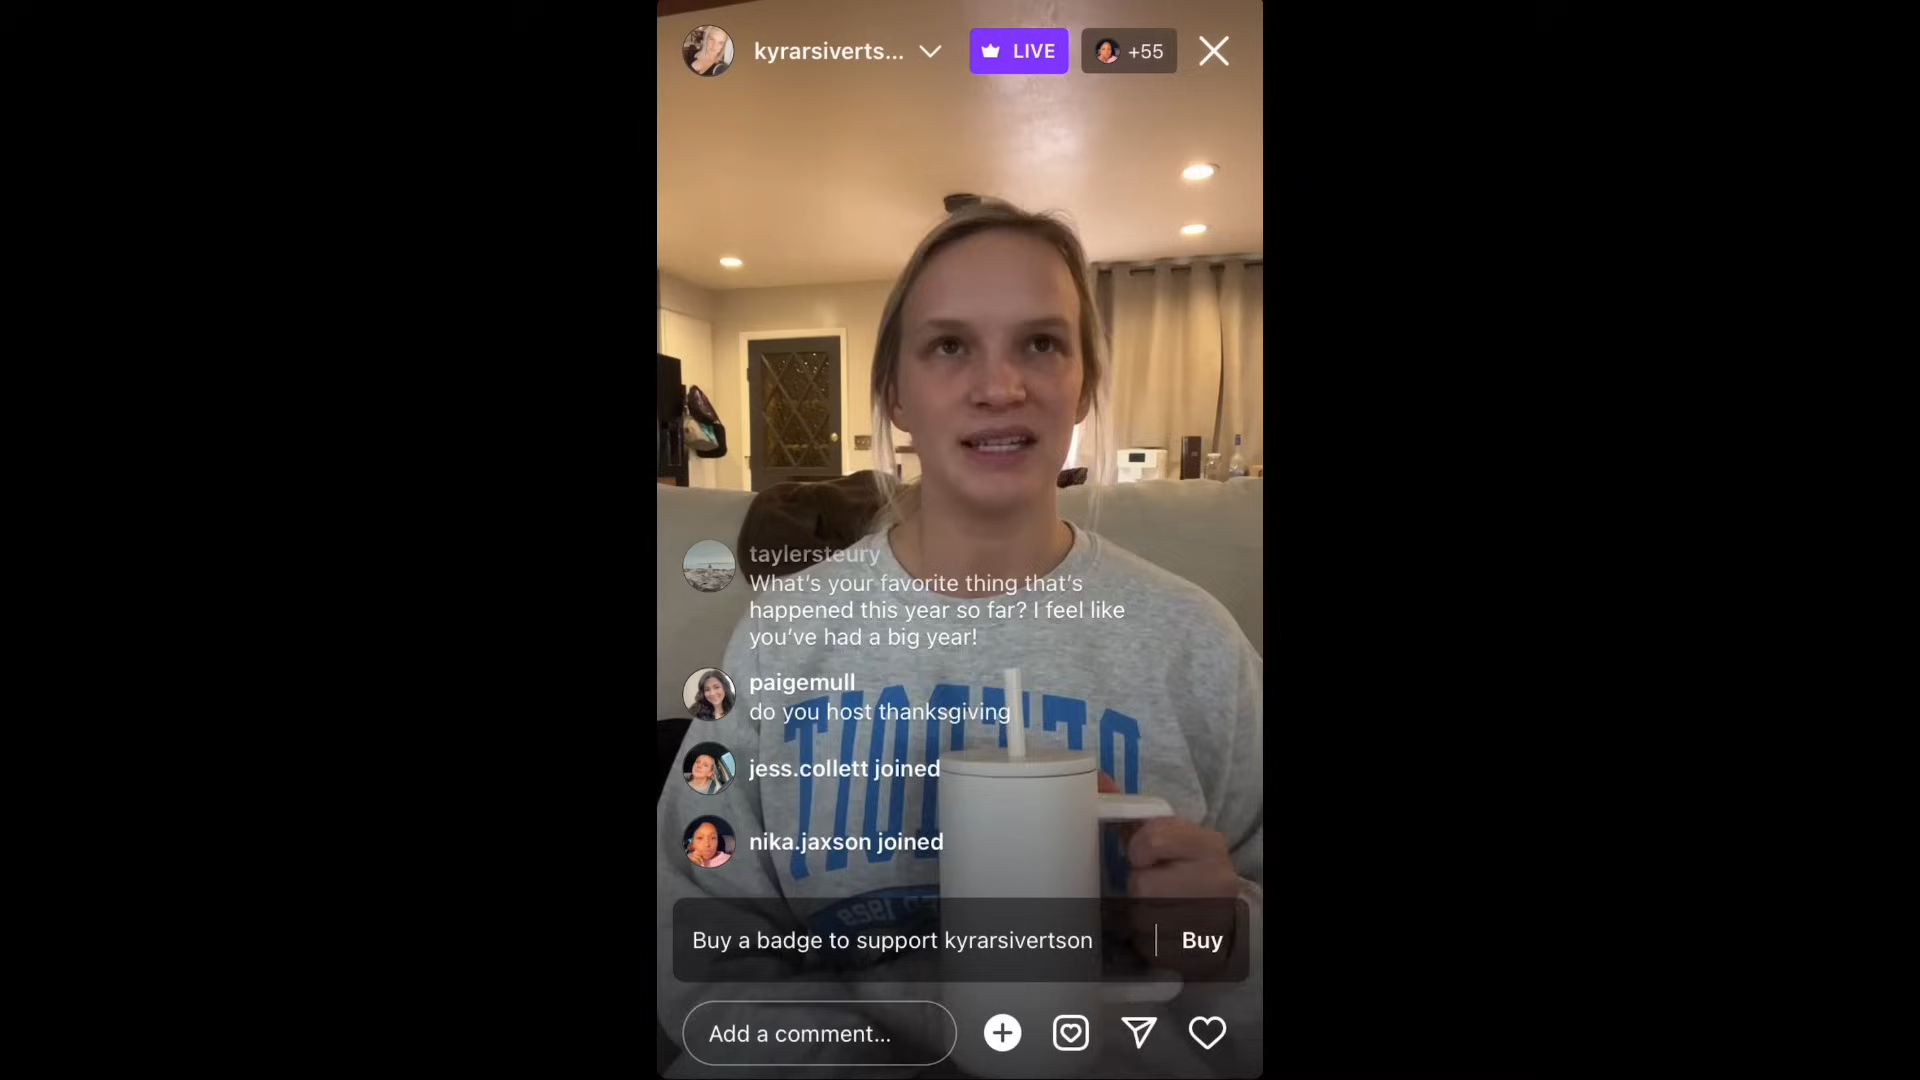 kyrarsiverts...
LIVE
+55
taylersteury
What's your favorite thing that's
happened this year so far? I feel like
you've had a big year!
paigemull
do you host thanksgiving
jess.collett joined
nika.jaxson joined
1928
Buy a badge to support kyrarsivertson
Buy
Add a comment...